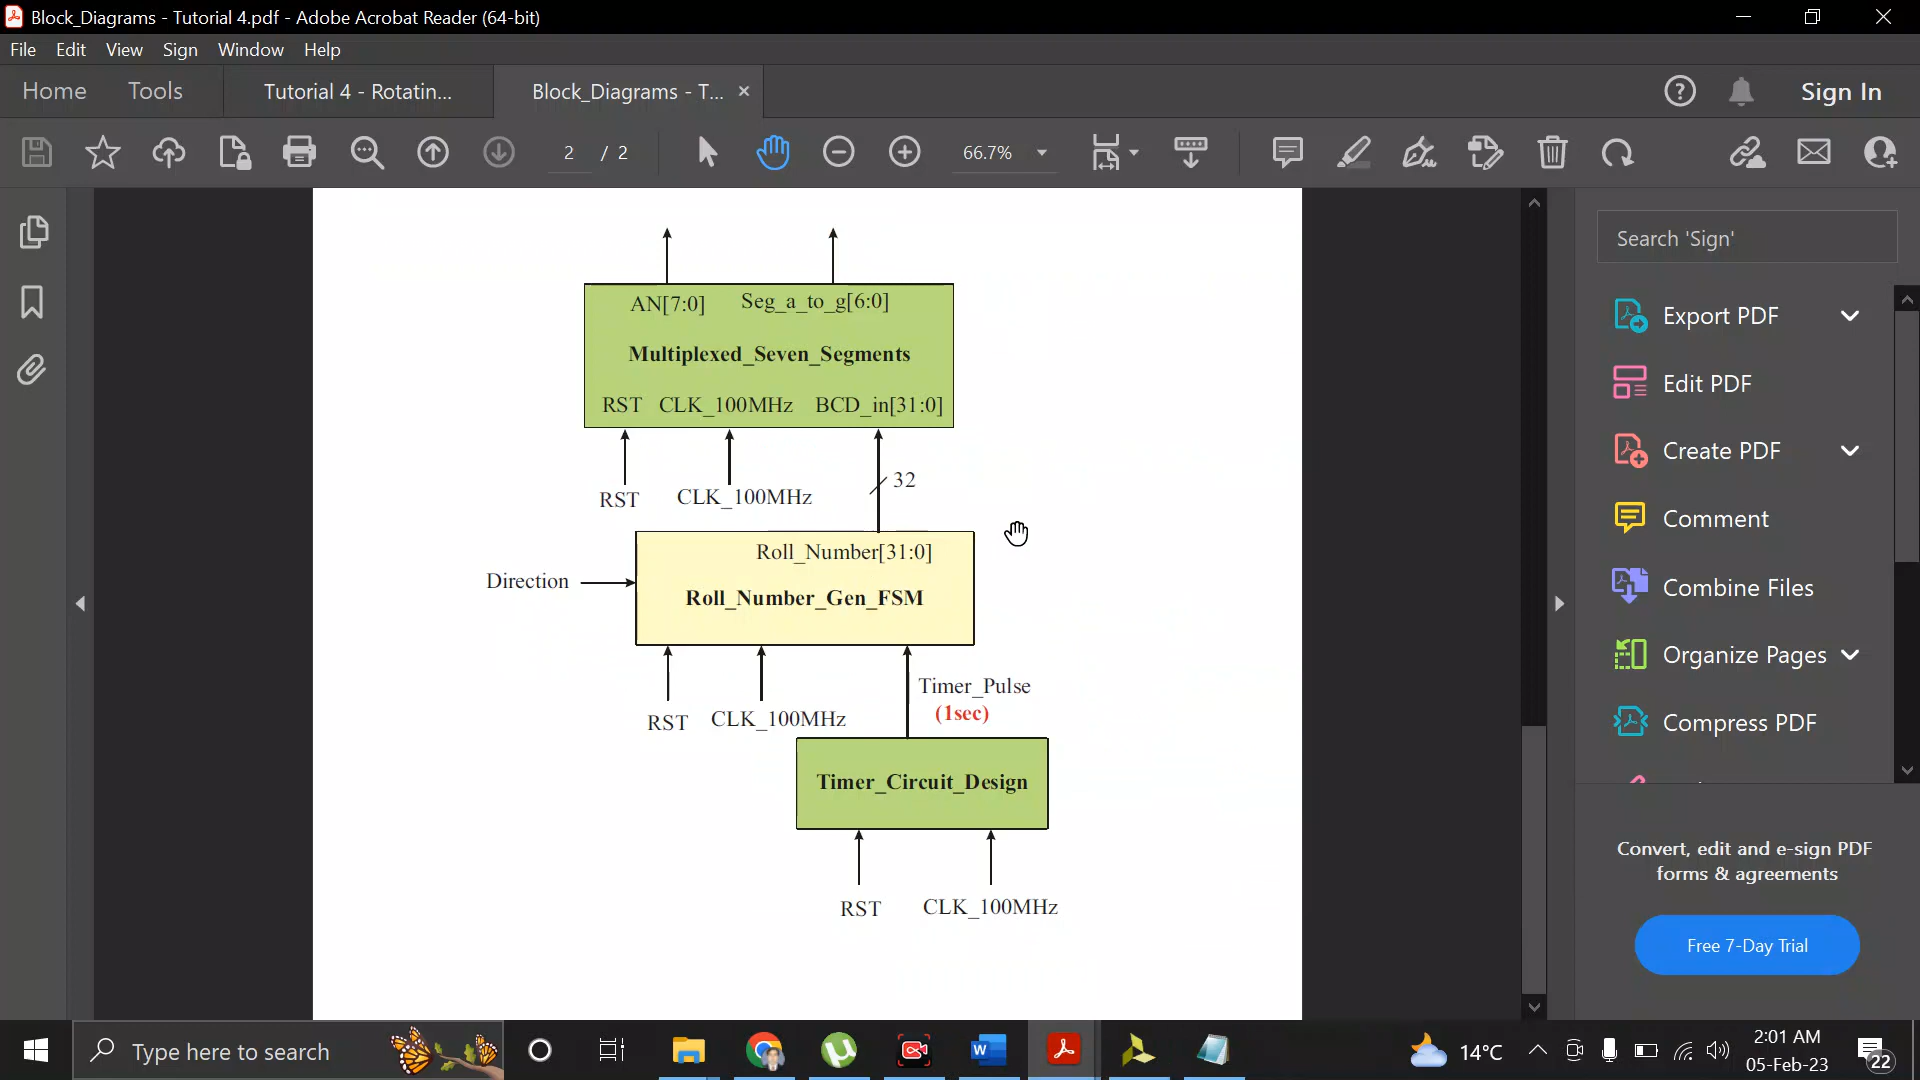 Block_Diagrams - Tutorial 4.pdf - Adobe Acrobat Reader (64-bit)
File Edit View Sign Window Help
Home Tools Tutorial 4 - Rotatin... Block_Diagrams - T... × Sign In
2 / 2 66.7%
AN[7:0] Seg_a_to_g[6:0]
Multiplexed_Seven_Segments
RST CLK_100MHz BCD_in[31:0]
32
RST CLK_100MHz
Roll_Number[31:0]
Direction
Roll_Number_Gen_FSM
Timer_Pulse
(1sec)
RST CLK_100MHz
Timer_Circuit_Design
RST CLK_100MHz
Search 'Sign'
Export PDF
Edit PDF
Create PDF
Comment
Combine Files
Organize Pages
Compress PDF
Convert, edit and e-sign PDF
forms & agreements
Free 7-Day Trial
Type here to search
14°C
2:01 AM
05-Feb-23
22